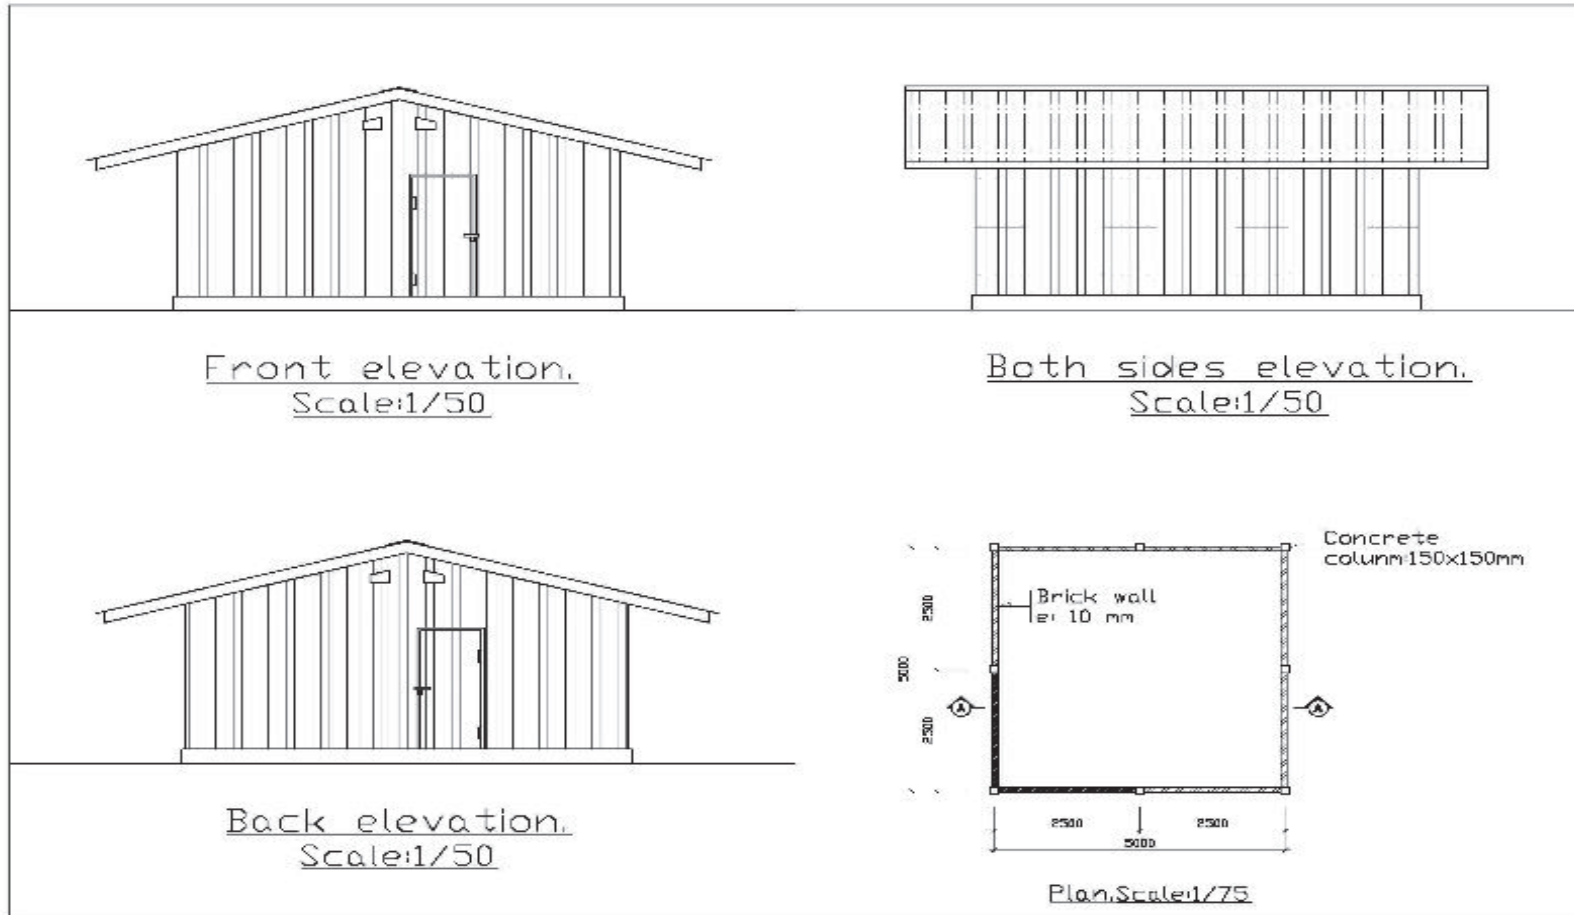 Front elevation.
Scale:1/50
Both sides elevation.
Scale:1/50
Back elevation.
Scale:1/50
Concrete
colunm:150x150mm
Brick wall
e: 10 mm
2500
5000
2500
A
A
2500
2500
5000
Plan.Scale:1/75